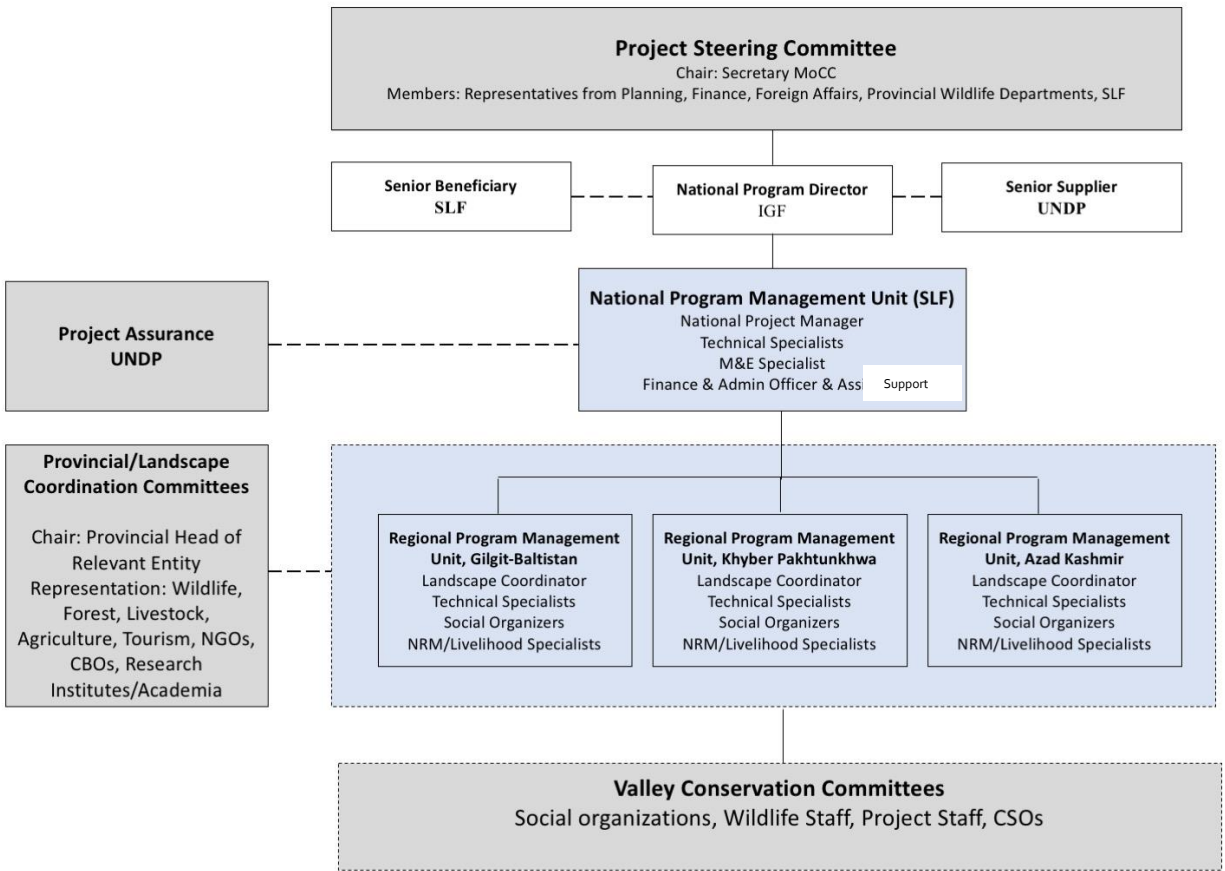 Project Steering Committee
Chair: Secretary MoCC
Members: Representatives from Planning, Finance, Foreign Affairs, Provincial Wildlife Departments, SLF
Senior Beneficiary
SLF
National Program Director
IGF
Senior Supplier
UNDP
National Program Management Unit (SLF)
National Project Manager
Technical Specialists
M&E Specialist
Finance & Admin Officer & Assi Support
Project Assurance
UNDP
Provincial/Landscape
Coordination Committees
Chair: Provincial Head of
Relevant Entity
Representation: Wildlife,
Forest, Livestock,
Agriculture, Tourism, NGOs,
CBOs, Research
Institutes/Academia
Regional Program Management
Unit, Gilgit-Baltistan
Landscape Coordinator
Technical Specialists
Social Organizers
NRM/Livelihood Specialists
Regional Program Management
Unit, Khyber Pakhtunkhwa
Landscape Coordinator
Technical Specialists
Social Organizers
NRM/Livelihood Specialists
Regional Program Management
Unit, Azad Kashmir
Landscape Coordinator
Technical Specialists
Social Organizers
NRM/Livelihood Specialists
Valley Conservation Committees
Social organizations, Wildlife Staff, Project Staff, CSOs